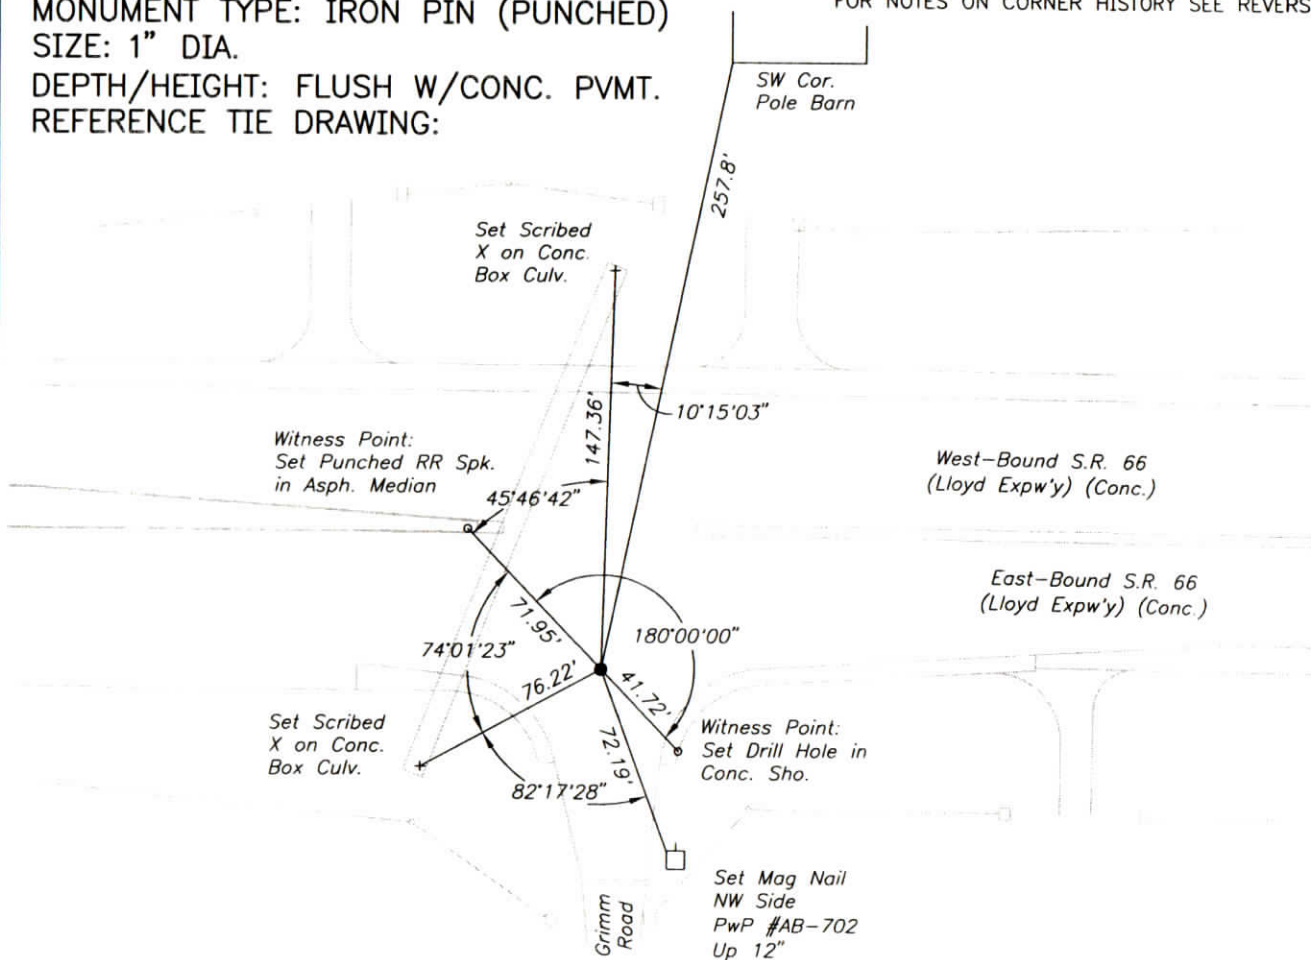 MONUMENT TYPE: IRON PIN (PUNCHED)
FOR NOTES ON CORNER HISTORY SEE REVERS
SIZE: 1" DIA.
DEPTH/HEIGHT: FLUSH W/CONC. PVMT.
REFERENCE TIE DRAWING:
SW Cor.
Pole Barn
257.8'
Set Scribed
X on Conc.
Box Culv.
147.36'
10°15'03"
Witness Point:
Set Punched RR Spk.
in Asph. Median
45°46'42"
West-Bound S.R. 66
(Lloyd Expw'y) (Conc.)
East-Bound S.R. 66
(Lloyd Expw'y) (Conc.)
71.95'
180°00'00"
74°01'23"
76.22'
41.72'
Set Scribed
X on Conc.
Box Culv.
72.19'
Witness Point:
Set Drill Hole in
Conc. Sho.
82°17'28"
Set Mag Nail
NW Side
PwP #AB-702
Up 12"
Grimm
Road